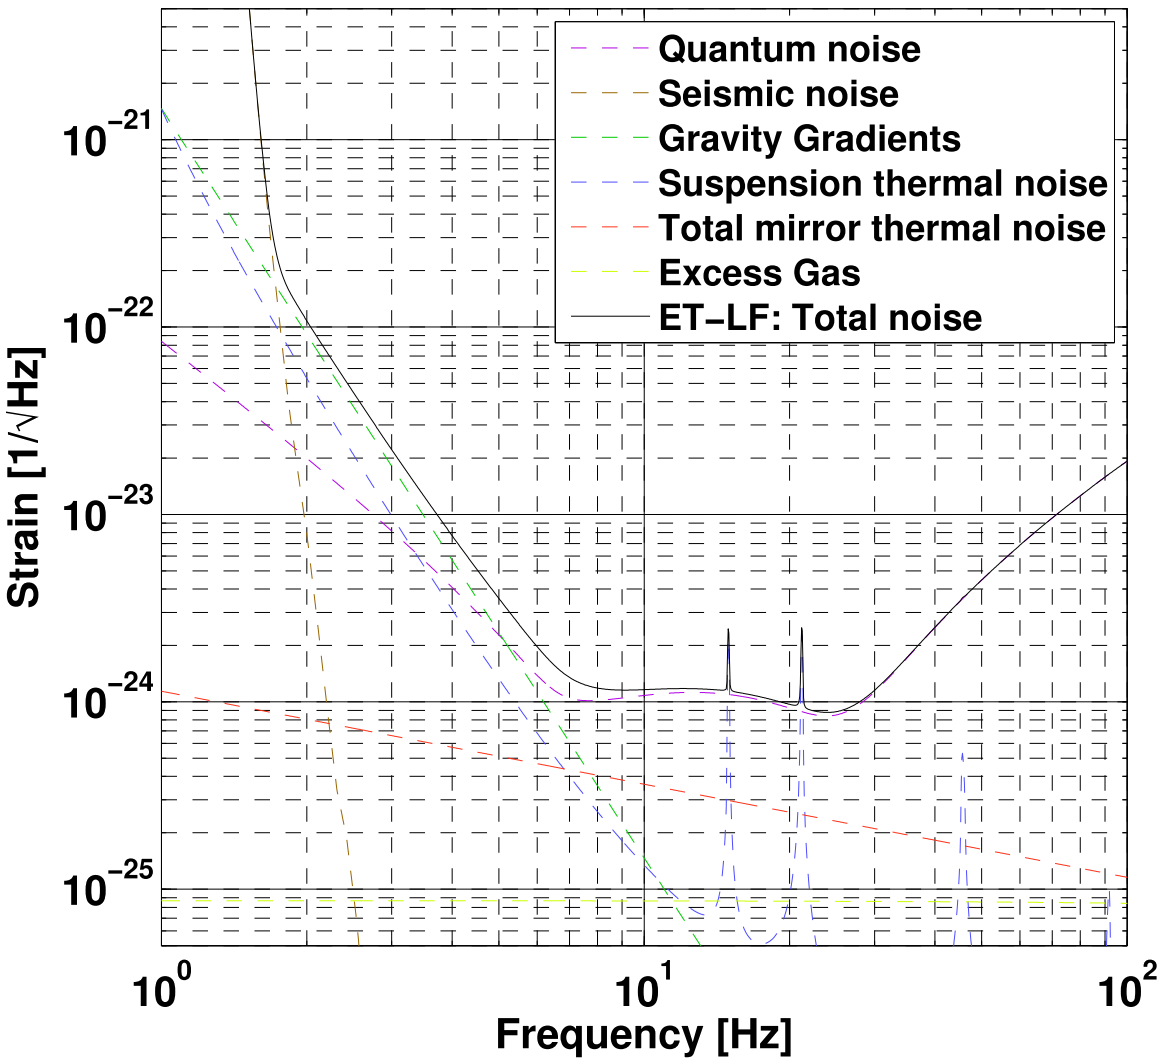 Quantum noise
Seismic noise
Gravity Gradients
Suspension thermal noise
Total mirror thermal noise
Excess Gas
ET−LF: Total noise
10^−21
10^−22
10^−23
10^−24
10^−25
Strain [1/√Hz]
10^0
10^1
10^2
Frequency [Hz]